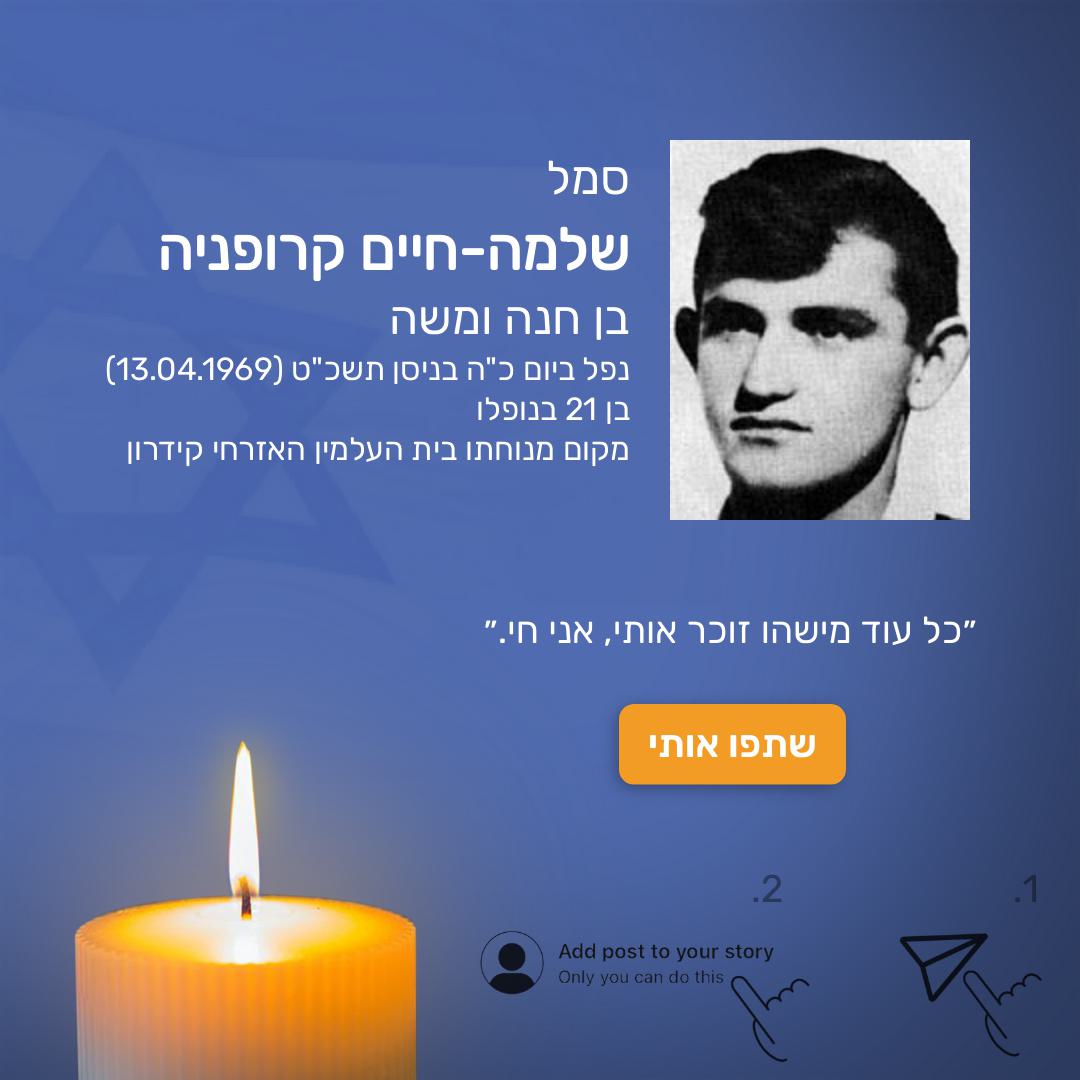 סמל
שלמה-חיים קרופניה
בן חנה ומשה
נפל ביום כ"ה בניסן תשכ"ט (13.04.1969)
בן 21 בנופלו
מקום מנוחתו בית העלמין האזרחי קידרון
״כל עוד מישהו זוכר אותי, אני חי.״
שתפו אותי
1.
2.
Add post to your story
Only you can do this